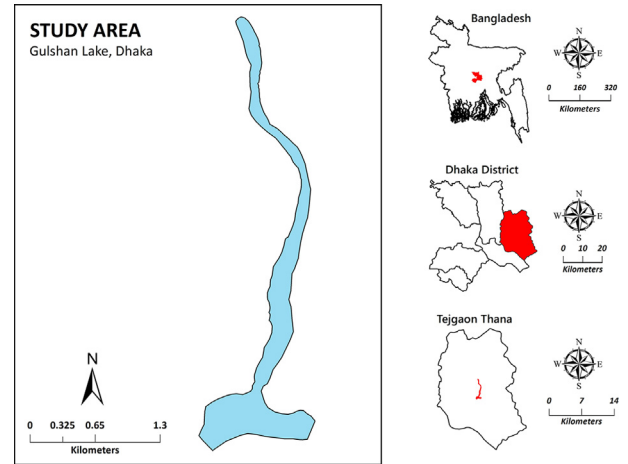 STUDY AREA
Gulshan Lake, Dhaka
N
0 0.325 0.65 1.3
Kilometers
Bangladesh
N
W E
S
0 160 320
Kilometers
Dhaka District
N
W E
S
0 10 20
Kilometers
Tejgaon Thana
N
W E
S
0 7 14
Kilometers